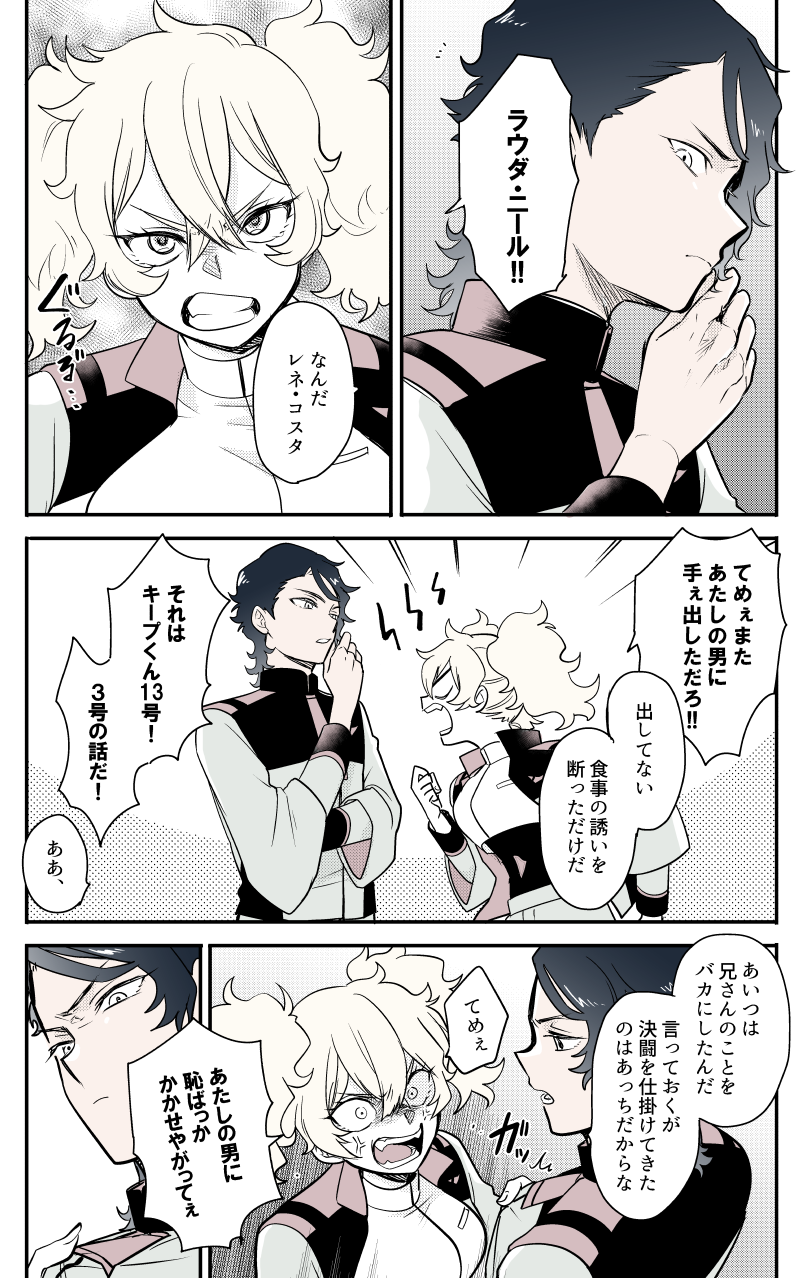 ラウダ・ニール!!
なんだ
レネ・コスタ
ぐるる…
てめぇまた
あたしの男に
手ぇ出しただろ!!
出してない
食事の誘いを
断っただけだ
それは
キープくん13号！
３号の話だ！
ああ、
あいつは
兄さんのことを
バカにしたんだ
言っておくが
決闘を仕掛けてきた
のはあっちだからな
てめぇ
ガッ
あたしの男に
恥ばっか
かかせやがってぇ